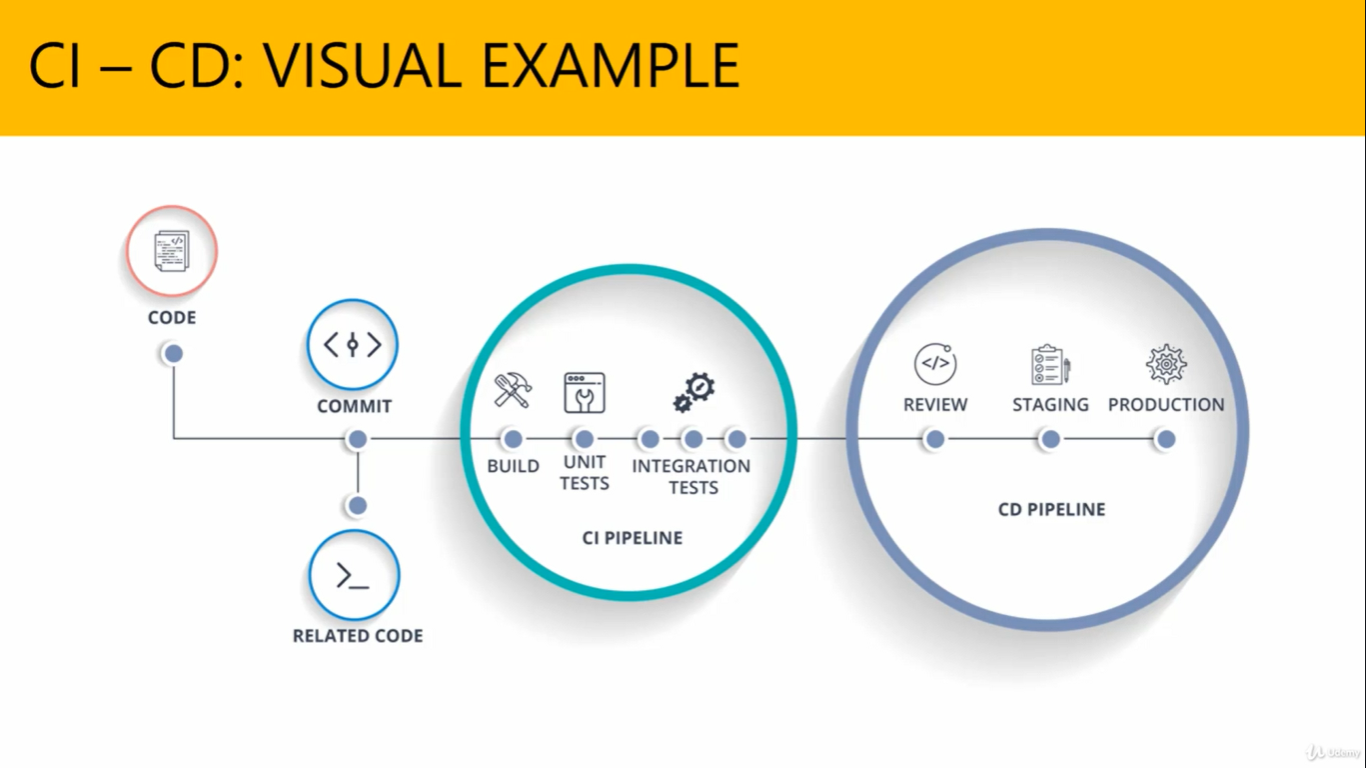 CI – CD: VISUAL EXAMPLE
CODE
COMMIT
RELATED CODE
BUILD
UNIT
TESTS
INTEGRATION
TESTS
CI PIPELINE
REVIEW
STAGING
PRODUCTION
CD PIPELINE
Udemy